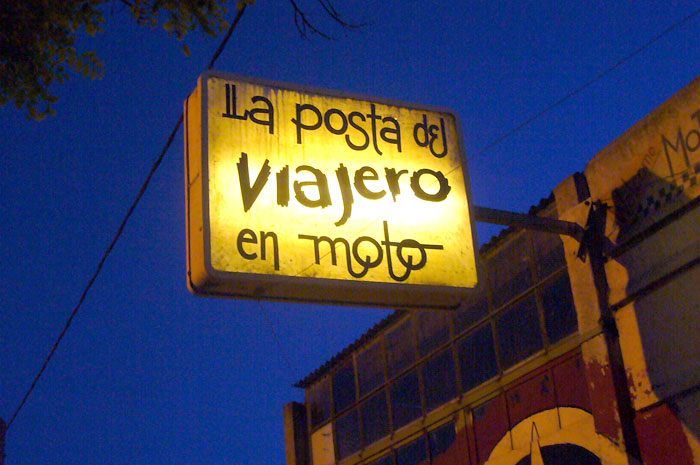 La posta del
viajero
en moto